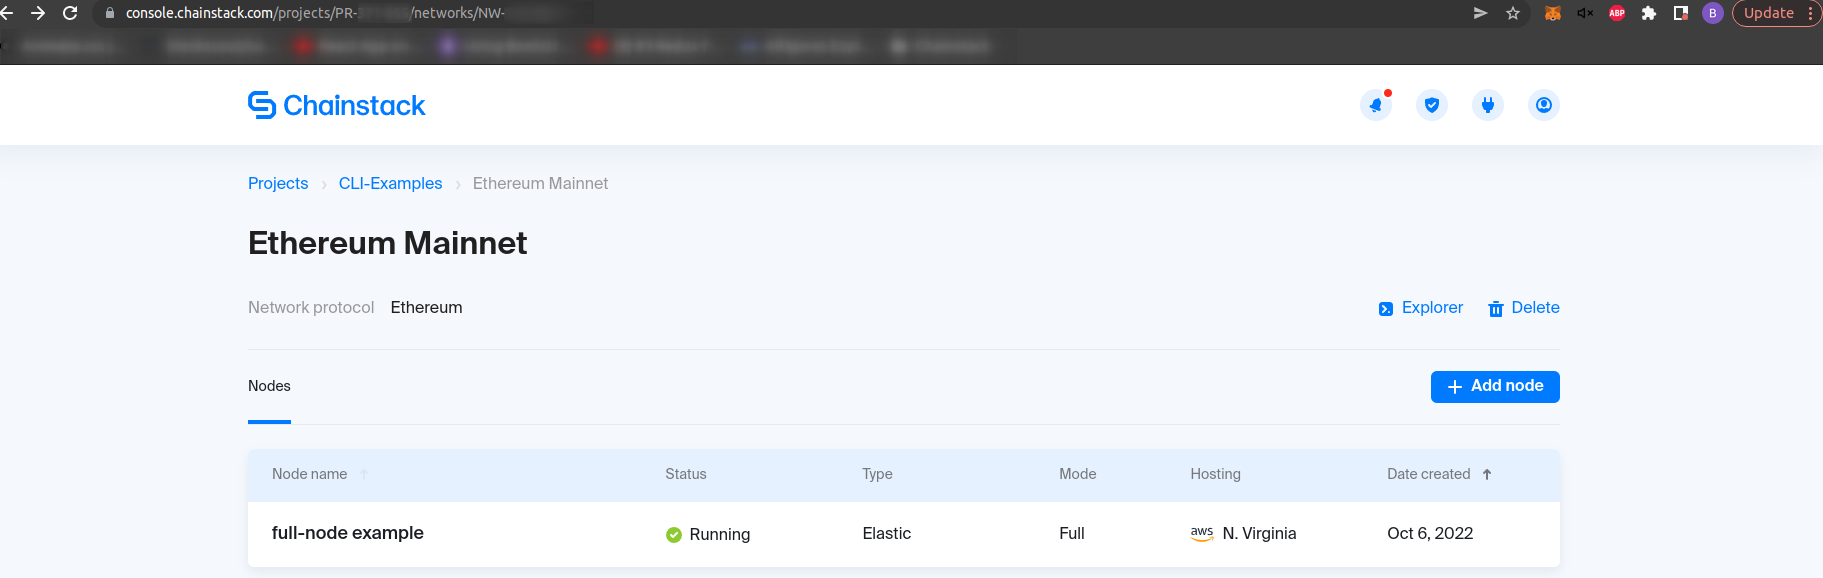 console.chainstack.com/projects/PR- /networks/NW-
ABP
B
Update
Chainstack
Projects › CLI-Examples › Ethereum Mainnet
Ethereum Mainnet
Network protocol Ethereum
Explorer Delete
Nodes
+ Add node
Node name ↑ Status Type Mode Hosting Date created ↑
full-node example Running Elastic Full aws N. Virginia Oct 6, 2022